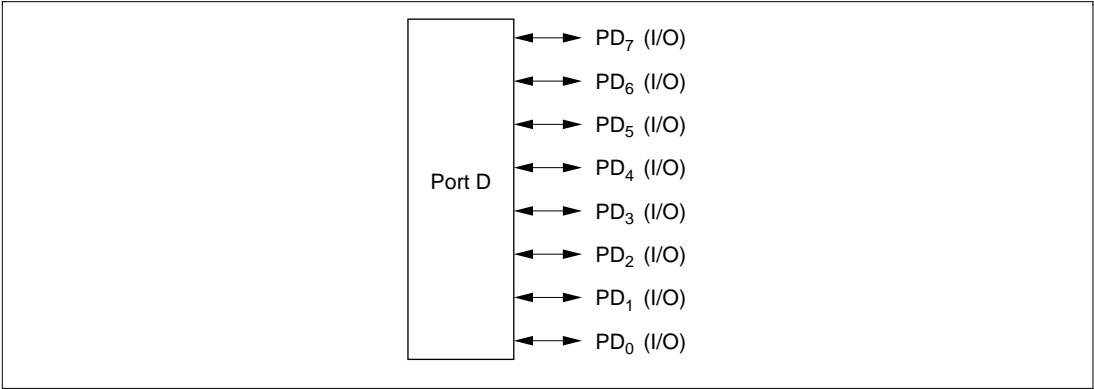 PD₇ (I/O)
PD₆ (I/O)
PD₅ (I/O)
PD₄ (I/O)
Port D
PD₃ (I/O)
PD₂ (I/O)
PD₁ (I/O)
PD₀ (I/O)